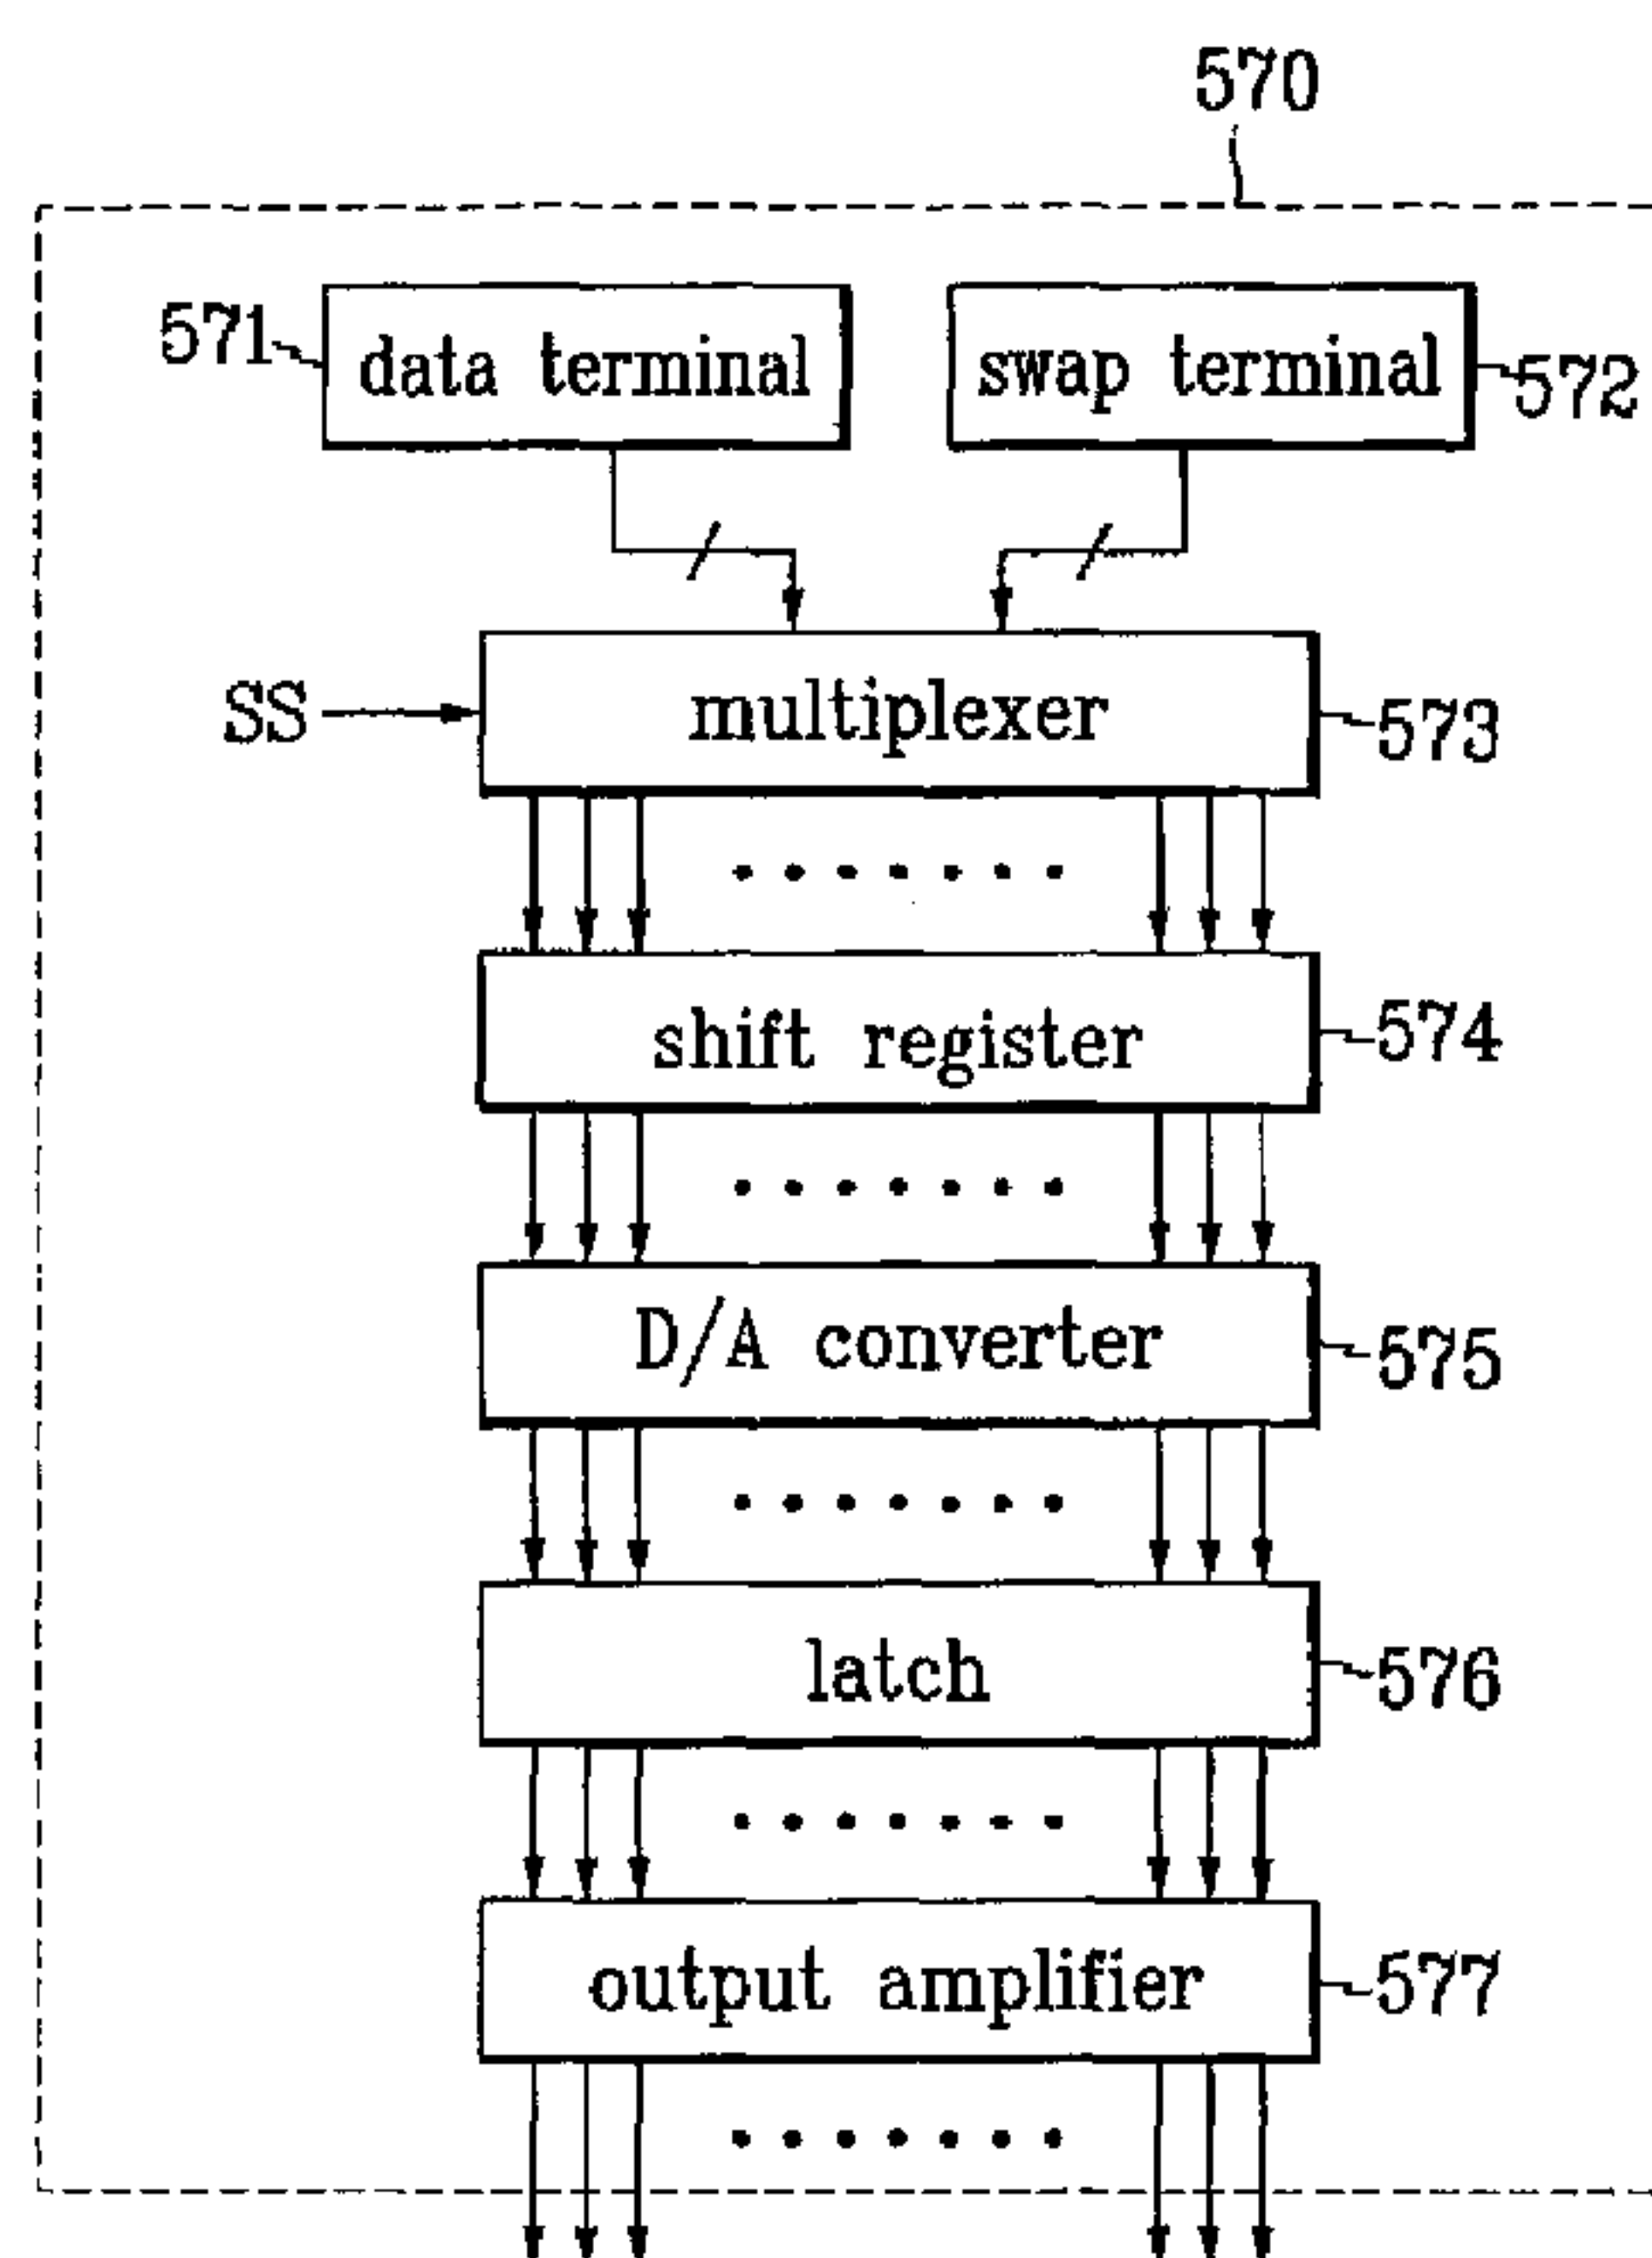 570
571
data terminal
swap terminal
572
SS
multiplexer
573
shift register
574
D/A converter
575
latch
576
output amplifier
577